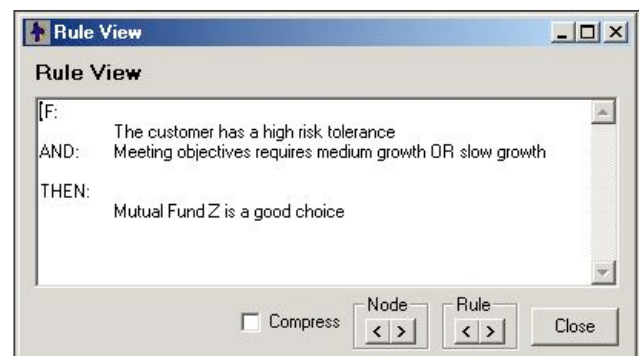 Rule View
Rule View
IF:
The customer has a high risk tolerance
AND: Meeting objectives requires medium growth OR slow growth
THEN:
Mutual Fund Z is a good choice
Compress
Node
< >
Rule
< >
Close